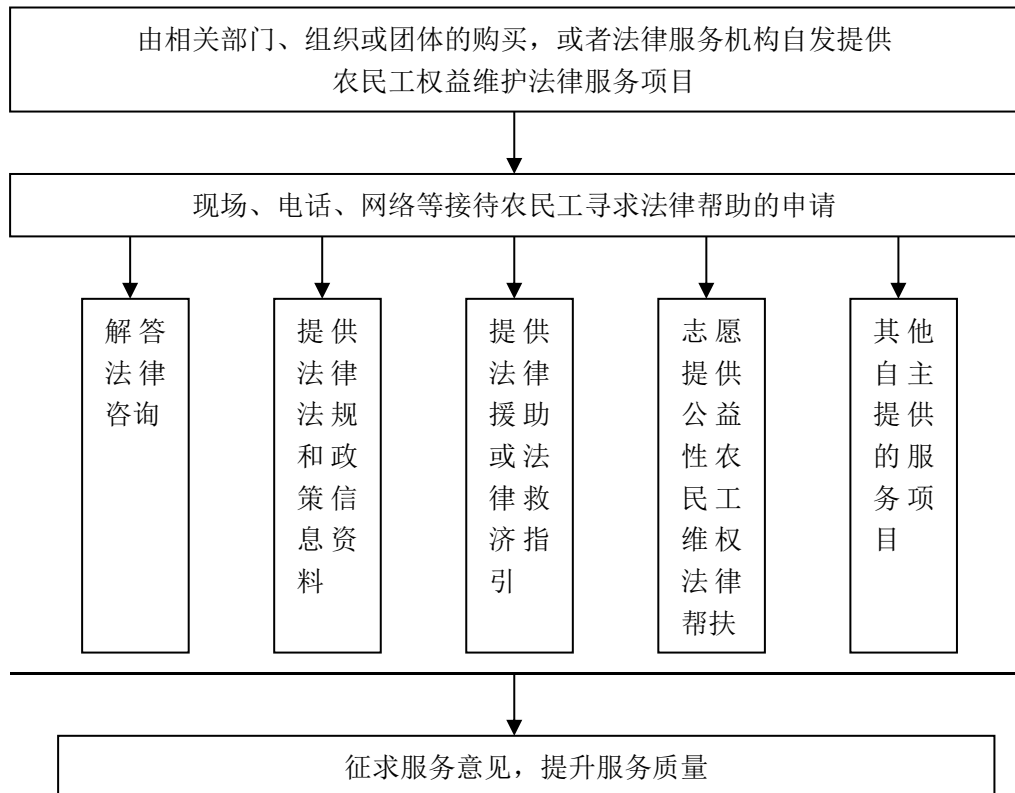 由相关部门、组织或团体的购买，或者法律服务机构自发提供
农民工权益维护法律服务项目
现场、电话、网络等接待农民工寻求法律帮助的申请
解答
法律
咨询
提供
法律
法规
和政
策信
息资
料
提供
法律
援助
或法
律救
济指
引
志愿
提供
公益
性农
民工
维权
法律
帮扶
其他
自主
提供
的服
务项
目
征求服务意见，提升服务质量